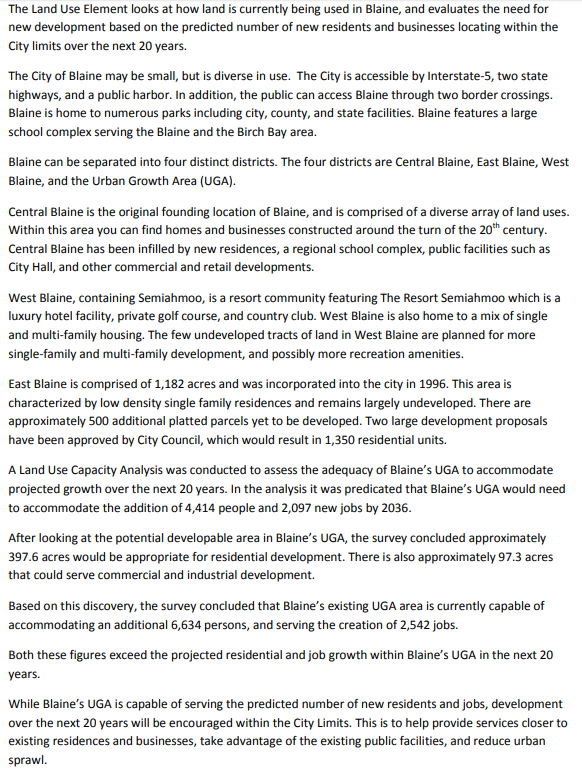 The Land Use Element looks at how land is currently being used in Blaine, and evaluates the need for
new development based on the predicted number of new residents and businesses locating within the
City limits over the next 20 years.
The City of Blaine may be small, but is diverse in use.  The City is accessible by Interstate-5, two state
highways, and a public harbor. In addition, the public can access Blaine through two border crossings.
Blaine is home to numerous parks including city, county, and state facilities. Blaine features a large
school complex serving the Blaine and the Birch Bay area.
Blaine can be separated into four distinct districts. The four districts are Central Blaine, East Blaine, West
Blaine, and the Urban Growth Area (UGA).
Central Blaine is the original founding location of Blaine, and is comprised of a diverse array of land uses.
Within this area you can find homes and businesses constructed around the turn of the 20th century.
Central Blaine has been infilled by new residences, a regional school complex, public facilities such as
City Hall, and other commercial and retail developments.
West Blaine, containing Semiahmoo, is a resort community featuring The Resort Semiahmoo which is a
luxury hotel facility, private golf course, and country club. West Blaine is also home to a mix of single
and multi-family housing. The few undeveloped tracts of land in West Blaine are planned for more
single-family and multi-family development, and possibly more recreation amenities.
East Blaine is comprised of 1,182 acres and was incorporated into the city in 1996. This area is
characterized by low density single family residences and remains largely undeveloped. There are
approximately 500 additional platted parcels yet to be developed. Two large development proposals
have been approved by City Council, which would result in 1,350 residential units.
A Land Use Capacity Analysis was conducted to assess the adequacy of Blaine's UGA to accommodate
projected growth over the next 20 years. In the analysis it was predicated that Blaine's UGA would need
to accommodate the addition of 4,414 people and 2,097 new jobs by 2036.
After looking at the potential developable area in Blaine's UGA, the survey concluded approximately
397.6 acres would be appropriate for residential development. There is also approximately 97.3 acres
that could serve commercial and industrial development.
Based on this discovery, the survey concluded that Blaine's existing UGA area is currently capable of
accommodating an additional 6,634 persons, and serving the creation of 2,542 jobs.
Both these figures exceed the projected residential and job growth within Blaine's UGA in the next 20
years.
While Blaine's UGA is capable of serving the predicted number of new residents and jobs, development
over the next 20 years will be encouraged within the City Limits. This is to help provide services closer to
existing residences and businesses, take advantage of the existing public facilities, and reduce urban
sprawl.